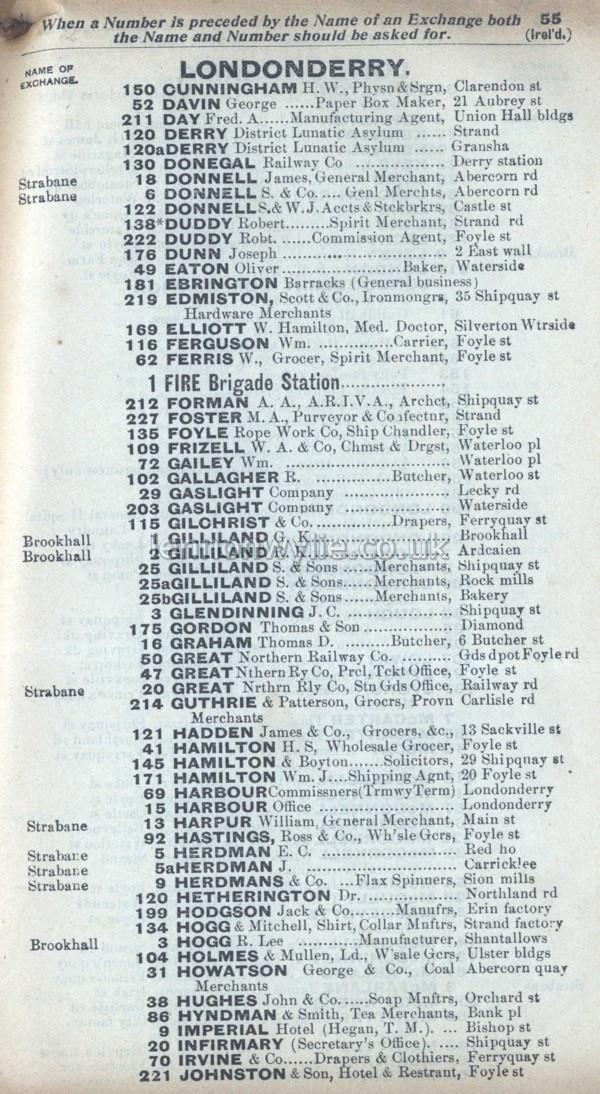 When a Number is preceded by the Name of an Exchange both 55
the Name and Number should be asked for. (Irel'd.)
NAME OF
EXCHANGE.
LONDONDERRY.
150 CUNNINGHAM H. W., Physn & Srgn, Clarendon st
52 DAVIN George ......Paper Box Maker, 21 Aubrey st
211 DAY Fred. A......Manufacturing Agent, Union Hall bldgs
120 DERRY District Lunatic Asylum ...... Strand
120a DERRY District Lunatic Asylum ...... Gransha
130 DONEGAL Railway Co .................. Derry station
Strabane 18 DONNELL James, General Merchant, Abercorn rd
Strabane 6 DONNELL S. & Co. .... Genl Merchts, Abercorn rd
122 DONNELL S. & W. J. Accts & Stckbrkrs, Castle st
138* DUDDY Robert.........Spirit Merchant, Strand rd
222 DUDDY Robt. ......Commission Agent, Foyle st
176 DUNN Joseph .............................. 2 East wall
49 EATON Oliver ........................Baker, Waterside
181 EBRINGTON Barracks (General business)
219 EDMISTON, Scott & Co., Ironmongrs, 35 Shipquay st
Hardware Merchants
169 ELLIOTT W. Hamilton, Med. Doctor, Silverton Wtrside
116 FERGUSON Wm. ...............Carrier, Foyle st
62 FERRIS W., Grocer, Spirit Merchant, Foyle st
1 FIRE Brigade Station.....................
212 FORMAN A. A., A.R.I.V.A., Archct, Shipquay st
227 FOSTER M. A., Purveyor & Confectnr, Strand
135 FOYLE Rope Work Co, Ship Chandler, Foyle st
109 FRIZELL W. A. & Co, Chmst & Drgst, Waterloo pl
72 GAILEY Wm. .............................. Waterloo pl
102 GALLAGHER R. ...............Butcher, Waterloo st
29 GASLIGHT Company .................. Lecky rd
203 GASLIGHT Company .................. Waterside
115 GILCHRIST & Co. ...............Drapers, Ferryquay st
Brookhall 1 GILLILAND G. K. Brookhall
Brookhall 2 GILLILAND Ardcaien
lennonwylie.co.uk
25 GILLILAND S. & Sons ......Merchants, Shipquay st
25a GILLILAND S. & Sons......Merchants, Rock mills
25b GILLILAND S. & Sons ......Merchants, Bakery
3 GLENDINNING J. C. ..................... Shipquay st
175 GORDON Thomas & Son .................. Diamond
16 GRAHAM Thomas D. .........Butcher, 6 Butcher st
50 GREAT Northern Railway Co. .......... Gds dpot Foyle rd
47 GREAT Nthern Ry Co, Prcl, Tckt Office, Foyle st
Strabane 20 GREAT Nrthrn Rly Co, Stn Gds Office, Railway rd
214 GUTHRIE & Patterson, Grocrs, Provn Carlisle rd
Merchants
121 HADDEN James & Co., Grocers, &c., 13 Sackville st
41 HAMILTON H. S, Wholesale Grocer, Foyle st
145 HAMILTON & Boyton.......Solicitors, 29 Shipquay st
171 HAMILTON Wm. J....Shipping Agnt, 20 Foyle st
69 HARBOUR Commissners (TrmwyTerm) Londonderry
15 HARBOUR Office ........................ Londonderry
Strabane 13 HARPUR William, General Merchant, Main st
92 HASTINGS, Ross & Co., Wh'sle Gcrs, Foyle st
Strabane 5 HERDMAN E. C. ........................ Red ho
Strabane 5a HERDMAN J. ........................... Carricklee
Strabane 9 HERDMANS & Co. ...Flax Spinners, Sion mills
120 HETHERINGTON Dr. .................. Northland rd
199 HODGSON Jack & Co..........Manufrs, Erin factory
134 HOGG & Mitchell, Shirt, Collar Mnftrs, Strand factory
Brookhall 3 HOGG R. Lee ............Manufacturer, Shantallows
104 HOLMES & Mullen, Ld., W'sale Gcrs, Ulster bldgs
31 HOWATSON George & Co., Coal Abercorn quay
Merchants
38 HUGHES John & Co. ......Soap Mnftrs, Orchard st
86 HYNDMAN & Smith, Tea Merchants, Bank pl
9 IMPERIAL Hotel (Hegan, T. M.). ... Bishop st
20 INFIRMARY (Secretary's Office). .... Shipquay st
70 IRVINE & Co......Drapers & Clothiers, Ferryquay st
221 JOHNSTON & Son, Hotel & Restrant, Foyle st